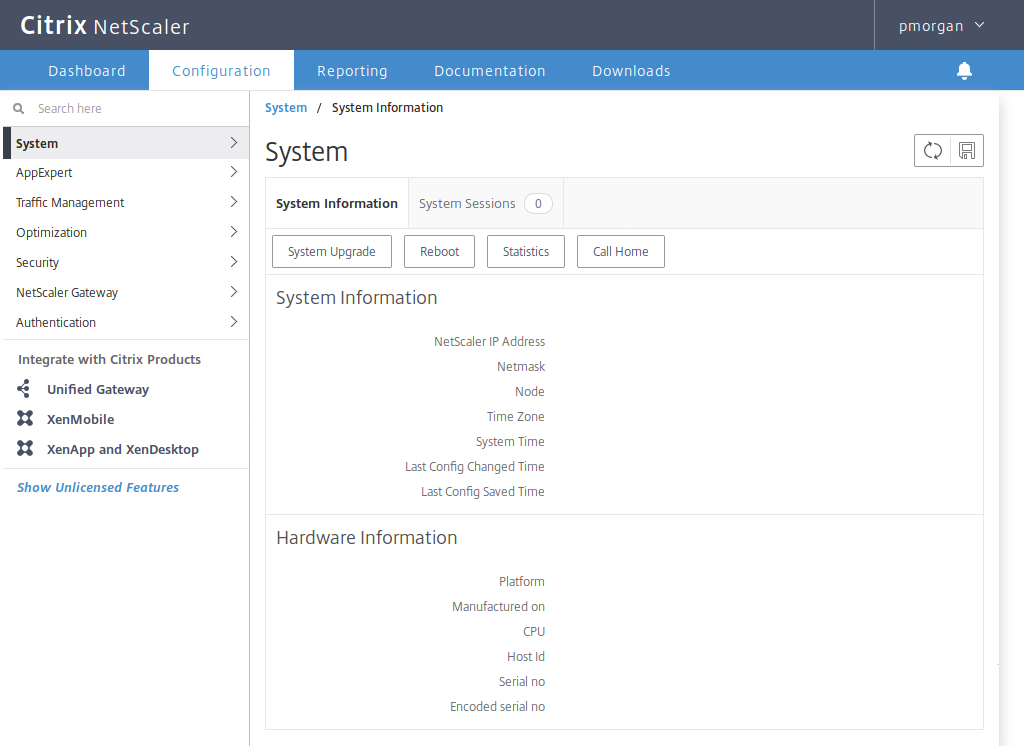 Citrix NetScaler
pmorgan
Dashboard Configuration Reporting Documentation Downloads
Search here
System
AppExpert
Traffic Management
Optimization
Security
NetScaler Gateway
Authentication
Integrate with Citrix Products
Unified Gateway
XenMobile
XenApp and XenDesktop
Show Unlicensed Features
System / System Information
System
System Information System Sessions 0
System Upgrade Reboot Statistics Call Home
System Information
NetScaler IP Address
Netmask
Node
Time Zone
System Time
Last Config Changed Time
Last Config Saved Time
Hardware Information
Platform
Manufactured on
CPU
Host Id
Serial no
Encoded serial no